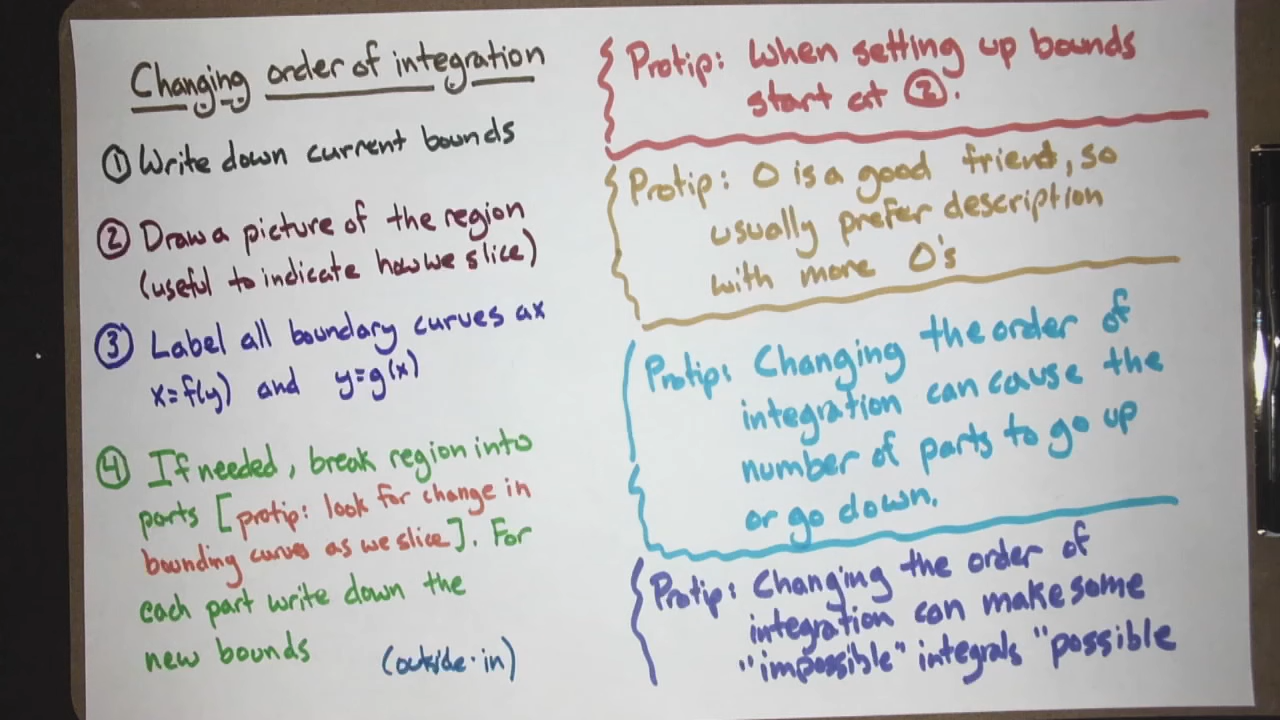 Changing order of integration
① Write down current bounds
② Draw a picture of the region
(useful to indicate how we slice)
③ Label all boundary curves ax
x=f(y) and y=g(x)
④ If needed, break region into
parts [protip: look for change in
bounding curves as we slice]. For
each part write down the
new bounds
(outside-in)
Protip: When setting up bounds
start at ②.
Protip: O is a good friend, so
usually prefer description
with more O's
Protip: Changing the order of
integration can cause the
number of parts to go up
or go down.
Protip: Changing the order of
integration can make some
"impossible" integrals "possible